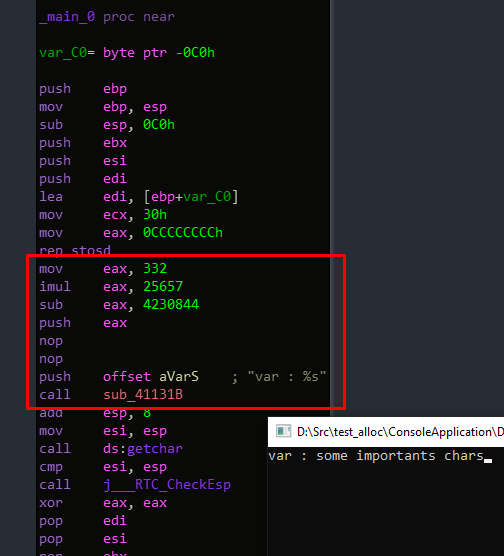 _main_0 proc near
var_C0= byte ptr -0C0h
push ebp
mov ebp, esp
sub esp, 0C0h
push ebx
push esi
push edi
lea edi, [ebp+var_C0]
mov ecx, 30h
mov eax, 0CCCCCCCCh
rep stosd
mov eax, 332
imul eax, 25657
sub eax, 4230844
push eax
nop
nop
push offset aVarS ; "var : %s"
call sub_41131B
add esp, 8
mov esi, esp
call ds:getchar
cmp esi, esp
call j___RTC_CheckEsp
xor eax, eax
pop edi
pop esi
pop ebx
D:\Src\test_alloc\ConsoleApplication\D
var : some importants chars